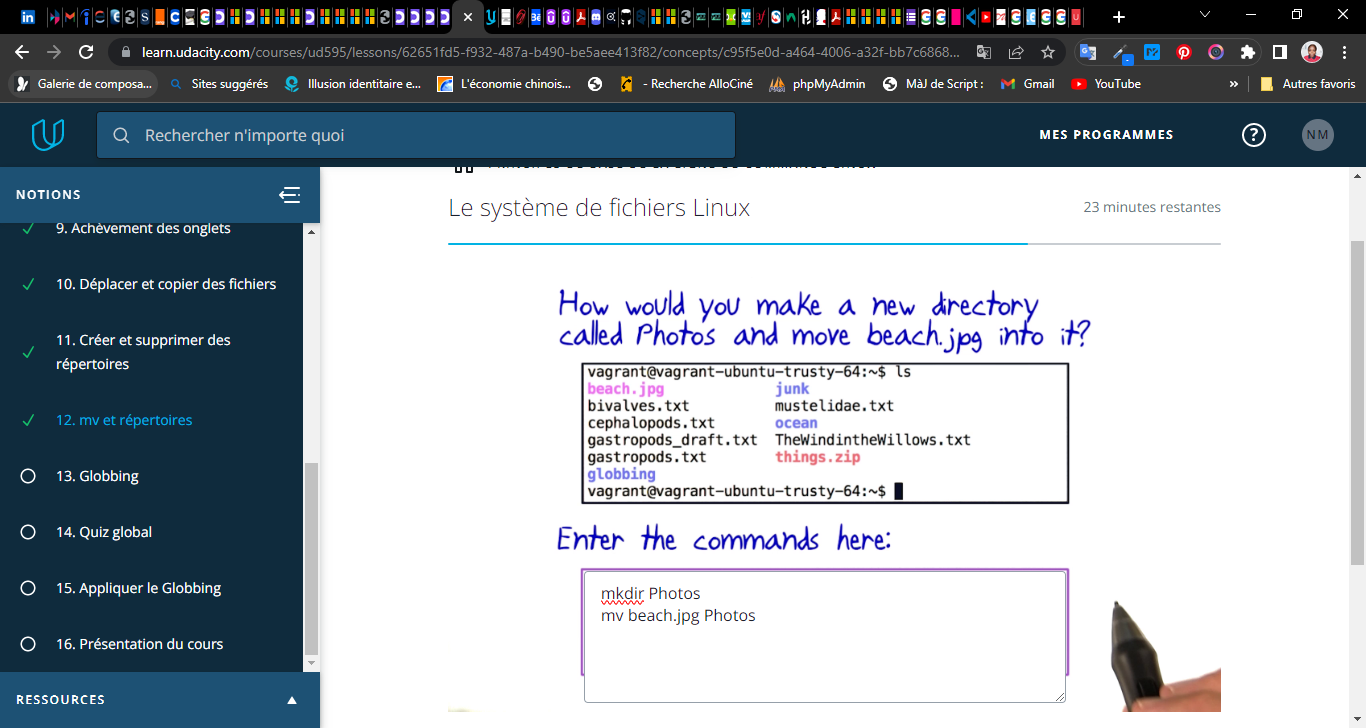 learn.udacity.com/courses/ud595/lessons/62651fd5-f932-487a-b490-be5aee413f82/concepts/c95f5e0d-a464-4006-a32f-bb7c6868...
Galerie de composa... Sites suggérés Illusion identitaire e... L'économie chinois... - Recherche AlloCiné phpMyAdmin MàJ de Script : Gmail YouTube » Autres favoris
Rechercher n'importe quoi MES PROGRAMMES ? NM
NOTIONS
9. Achèvement des onglets
10. Déplacer et copier des fichiers
11. Créer et supprimer des
répertoires
12. mv et répertoires
13. Globbing
14. Quiz global
15. Appliquer le Globbing
16. Présentation du cours
RESSOURCES
Le système de fichiers Linux
23 minutes restantes
How would you make a new directory
called Photos and move beach.jpg into it?
vagrant@vagrant-ubuntu-trusty-64:~$ ls
beach.jpg junk
bivalves.txt mustelidae.txt
cephalopods.txt ocean
gastropods_draft.txt TheWindintheWillows.txt
gastropods.txt things.zip
globbing
vagrant@vagrant-ubuntu-trusty-64:~$
Enter the commands here:
mkdir Photos
mv beach.jpg Photos